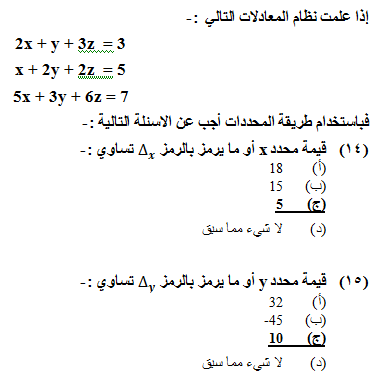 إذا علمت نظام المعادلات التالي :-
2x + y + 3z = 3
x + 2y + 2z = 5
5x + 3y + 6z = 7
فباستخدام طريقة المحددات أجب عن الاسئلة التالية :-
(١٤) قيمة محدد x أو ما يرمز بالرمز Δx تساوي :-
(أ) 18
(ب) 15
(ج) 5
(د) لا شيء مما سبق
(١٥) قيمة محدد y أو ما يرمز بالرمز Δy تساوي :-
(أ) 32
(ب) 45-
(ج) 10
(د) لا شيء مما سبق